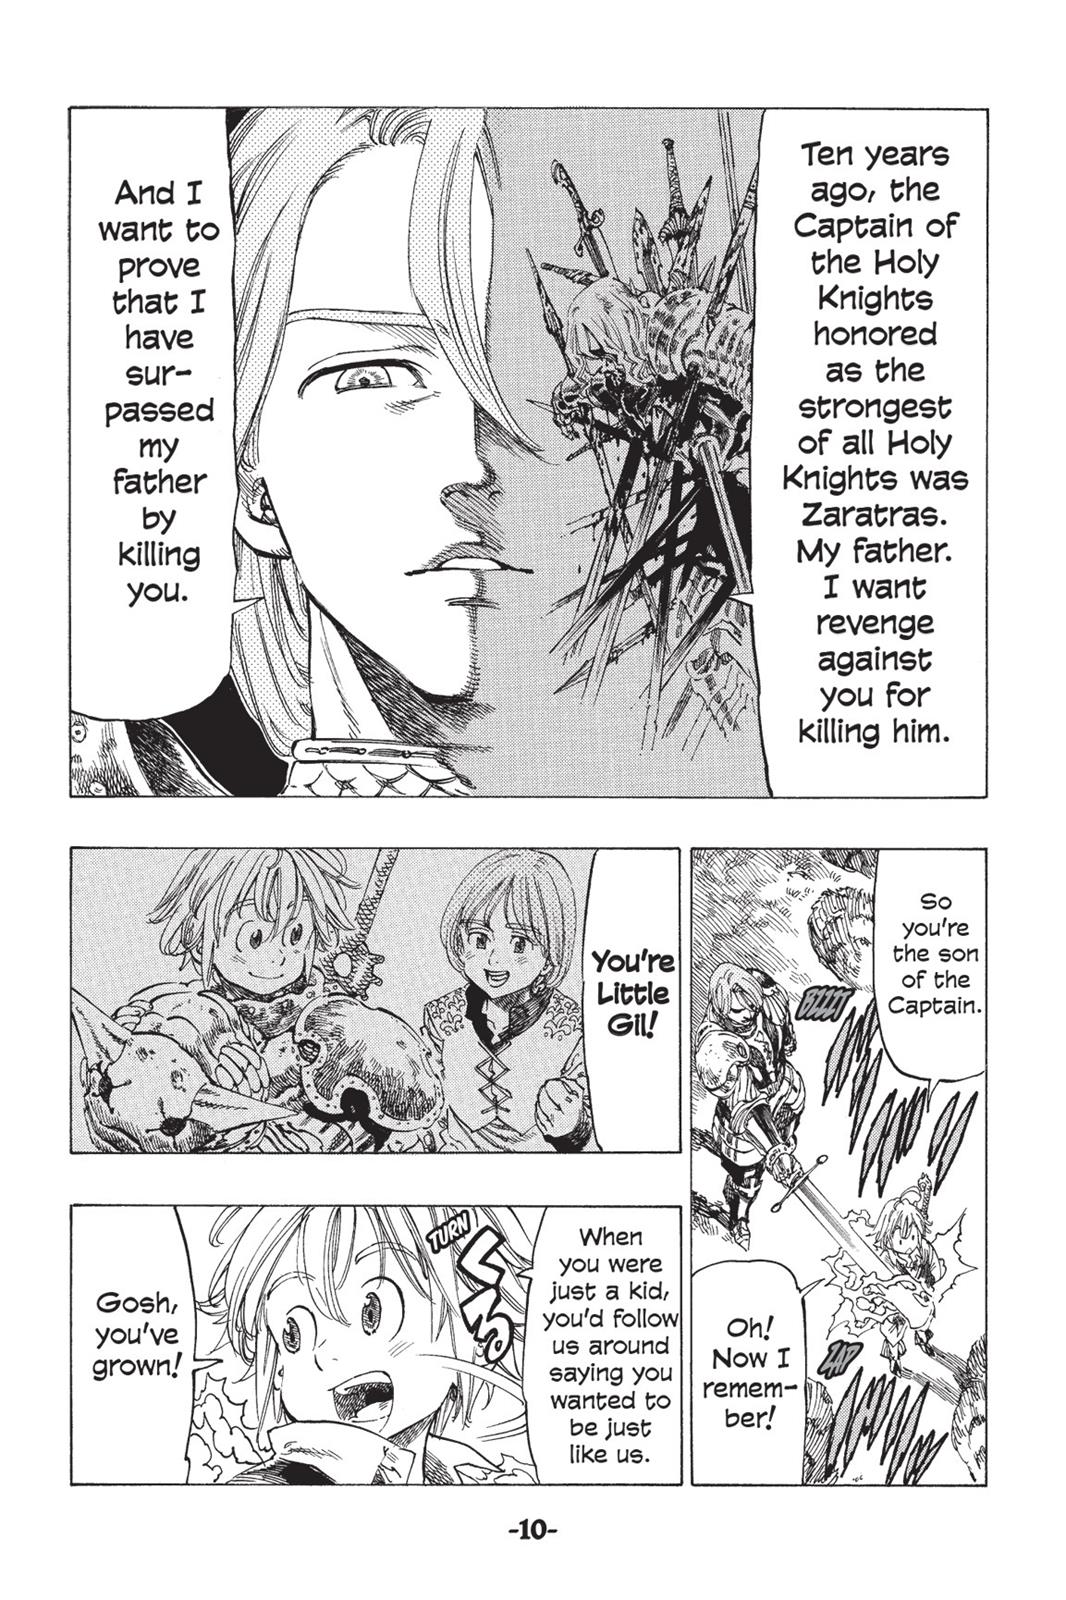 Ten years
ago, the
Captain of
the Holy
Knights
honored
as the
strongest
of all Holy
Knights was
Zaratras.
My father.
I want
revenge
against
you for
killing him.
And I
want to
prove
that I
have
sur-
passed
my
father
by
killing
you.
So
you're
the son
of the
Captain.
BZZZT
Oh!
Now I
remem-
ber!
ZAP
You're
Little
Gil!
When
you were
just a kid,
you'd follow
us around
saying you
wanted to
be just
like us.
TURN
くるっ
Gosh,
you've
grown!
-10-